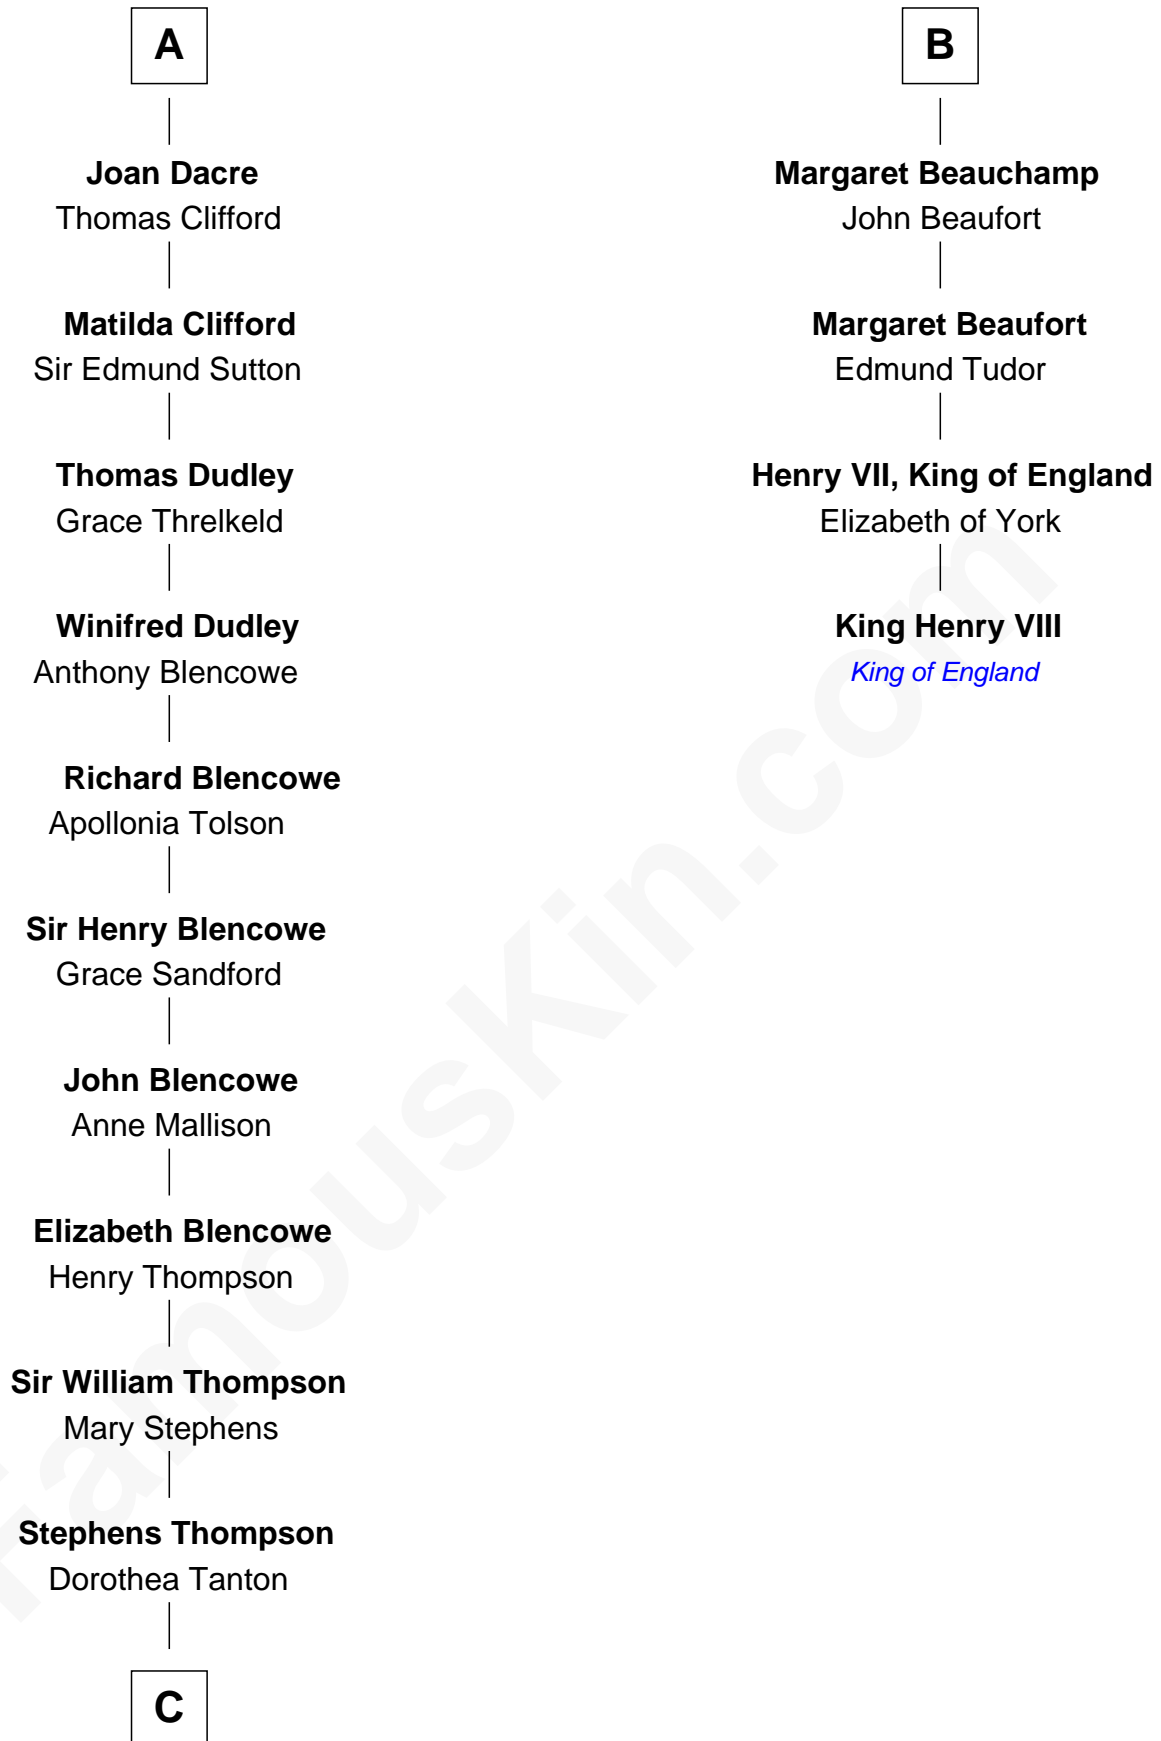 A
Joan Dacre
Thomas Clifford
Matilda Clifford
Sir Edmund Sutton
Thomas Dudley
Grace Threlkeld
Winifred Dudley
Anthony Blencowe
Richard Blencowe
Apollonia Tolson
Sir Henry Blencowe
Grace Sandford
John Blencowe
Anne Mallison
Elizabeth Blencowe
Henry Thompson
Sir William Thompson
Mary Stephens
Stephens Thompson
Dorothea Tanton
C
B
Margaret Beauchamp
John Beaufort
Margaret Beaufort
Edmund Tudor
Henry VII, King of England
Elizabeth of York
King Henry VIII
King of England
FamousKin.com